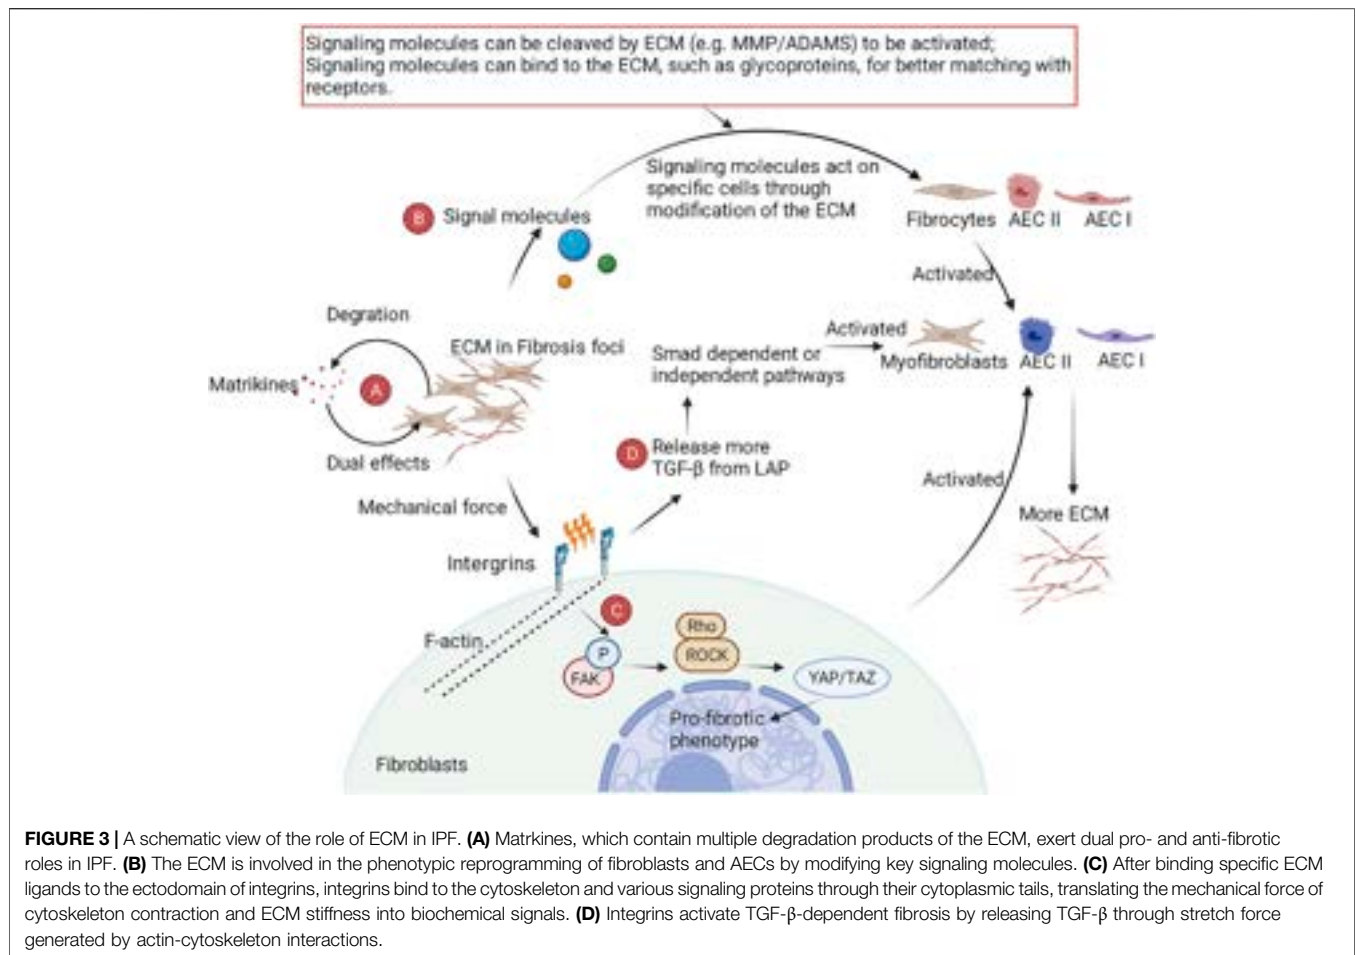 Signaling molecules can be cleaved by ECM (e.g. MMP/ADAMS) to be activated;
Signaling molecules can bind to the ECM, such as glycoproteins, for better matching with
receptors.
Signaling molecules act on
specific cells through
modification of the ECM
B
Signal molecules
Fibrocytes
AEC II
AEC I
Activated
Degration
ECM in Fibrosis foci
Matrikines
A
Dual effects
Smad dependent or
independent pathways
Activated
Myofibroblasts
AEC II
AEC I
D
Release more
TGF-β from LAP
Mechanical force
Activated
More ECM
Intergrins
C
F-actin
P
FAK
Rho
ROCK
YAP/TAZ
Pro-fibrotic
phenotype
Fibroblasts
FIGURE 3 | A schematic view of the role of ECM in IPF. (A) Matrkines, which contain multiple degradation products of the ECM, exert dual pro- and anti-fibrotic
roles in IPF. (B) The ECM is involved in the phenotypic reprogramming of fibroblasts and AECs by modifying key signaling molecules. (C) After binding specific ECM
ligands to the ectodomain of integrins, integrins bind to the cytoskeleton and various signaling proteins through their cytoplasmic tails, translating the mechanical force of
cytoskeleton contraction and ECM stiffness into biochemical signals. (D) Integrins activate TGF-β-dependent fibrosis by releasing TGF-β through stretch force
generated by actin-cytoskeleton interactions.